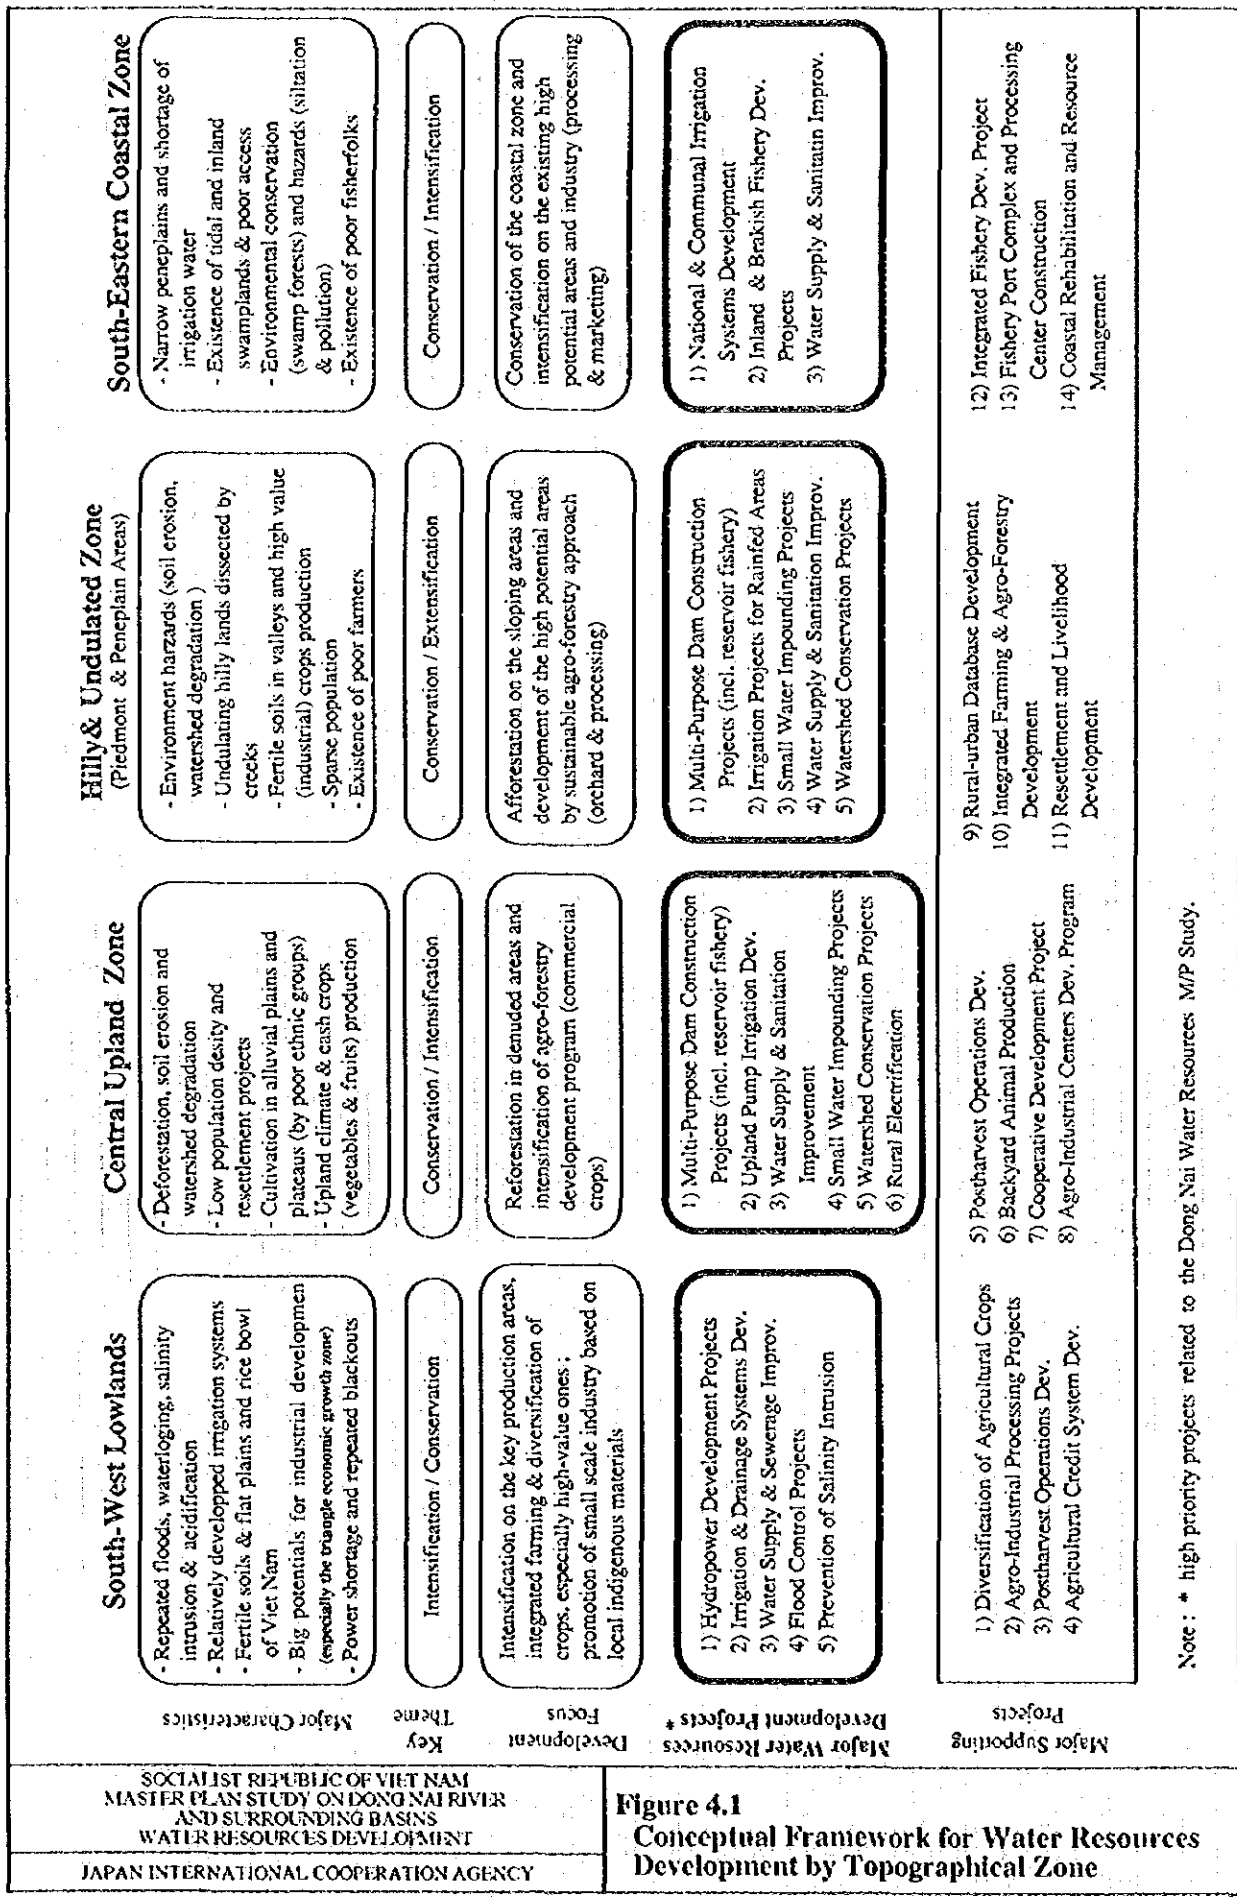 South-West Lowlands
Central Upland Zone
Hilly& Undulated Zone
(Piedmont & Peneplain Areas)
South-Eastern Coastal Zone
Major Characteristics
- Repeated floods, waterloging, salinity
intrusion & acidification
- Relatively developped irrigation systems
- Fertile soils & flat plains and rice bowl
of Viet Nam
- Big potentials for industrial developmen
(especially the triangle economic growth zone)
- Power shortage and repeated blackouts
- Deforestation, soil erosion and
watershed degradation
- Low population desity and
resettlement projects
- Cultivation in alluvial plains and
plateaus (by poor ethnic groups)
- Upland climate & cash crops
(vegetables & fruits) production
- Environment harzards (soil erosion,
watershed degradation )
- Undulating hilly lands dissected by
creeks
- Fertile soils in valleys and high value
(industrial) crops production
- Sparse population
- Existence of poor farmers
- Narrow peneplains and shortage of
irrigation water
- Existence of tidal and inland
swamplands & poor access
- Environmental conservation
(swamp forests) and hazards (siltation
& pollution)
- Existence of poor fisherfolks
Key
Theme
Intensification / Conservation
Conservation / Intensification
Conservation / Extensification
Conservation / Intensification
Development
Focus
Intensification on the key production areas,
integrated farming & diversification of
crops, especially high-value ones ;
promotion of small scale industry based on
local indigenous materials
Reforestation in denuded areas and
intensification of agro-forestry
development program (commercial
crops)
Afforestation on the sloping areas and
development of the high potential areas
by sustainable agro-forestry approach
(orchard & processing)
Conservation of the coastal zone and
intensification on the existing high
potential areas and industry (processing
& marketing)
Major Water Resources
Development Projects *
1) Hydropower Development Projects
2) Irrigation & Drainage Systems Dev.
3) Water Supply & Sewerage Improv.
4) Flood Control Projects
5) Prevention of Salinity Intrusion
1) Multi-Purpose Dam Construction
Projects (incl. reservoir fishery)
2) Upland Pump Irrigation Dev.
3) Water Supply & Sanitation
Improvement
4) Small Water Impounding Projects
5) Watershed Conservation Projects
6) Rural Electrification
1) Multi-Purpose Dam Construction
Projects (incl. reservoir fishery)
2) Irrigation Projects for Rainfed Areas
3) Small Water Impounding Projects
4) Water Supply & Sanitation Improv.
5) Watershed Conservation Projects
1) National & Communal Irrigation
Systems Development
2) Inland & Brakish Fishery Dev.
Projects
3) Water Supply & Sanitatin Improv.
Major Supporting
Projects
1) Diversification of Agricultural Crops
2) Agro-Industrial Processing Projects
3) Postharvest Operations Dev.
4) Agricultural Credit System Dev.
5) Postharvest Operations Dev.
6) Backyard Animal Production
7) Cooperative Development Project
8) Agro-Industrial Centers Dev. Program
9) Rural-urban Database Development
10) Integrated Farming & Agro-Forestry
Development
11) Resettlement and Livelihood
Development
12) Integrated Fishery Dev. Project
13) Fishery Port Complex and Processing
Center Construction
14) Coastal Rehabilitation and Resource
Management
Note : * high priority projects related to the Dong Nai Water Resources M/P Study.
SOCIALIST REPUBLIC OF VIET NAM
MASTER PLAN STUDY ON DONG NAI RIVER
AND SURROUNDING BASINS
WATER RESOURCES DEVELOPMENT
JAPAN INTERNATIONAL COOPERATION AGENCY
Figure 4.1
Conceptual Framework for Water Resources
Development by Topographical Zone